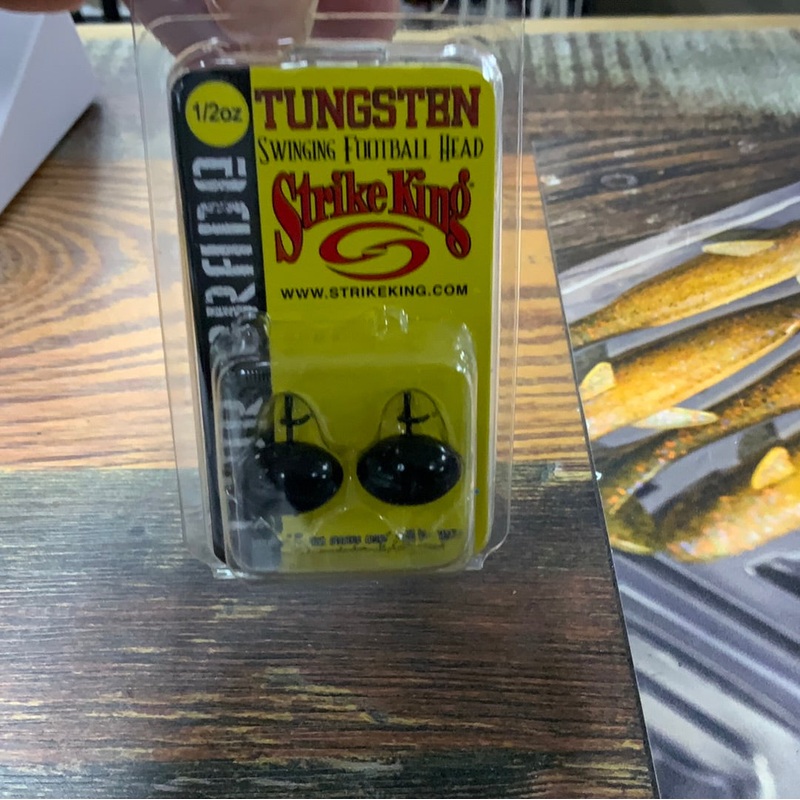 1/2oz
TUNGSTEN
SWINGING FOOTBALL HEAD
Strike King
WWW.STRIKEKING.COM